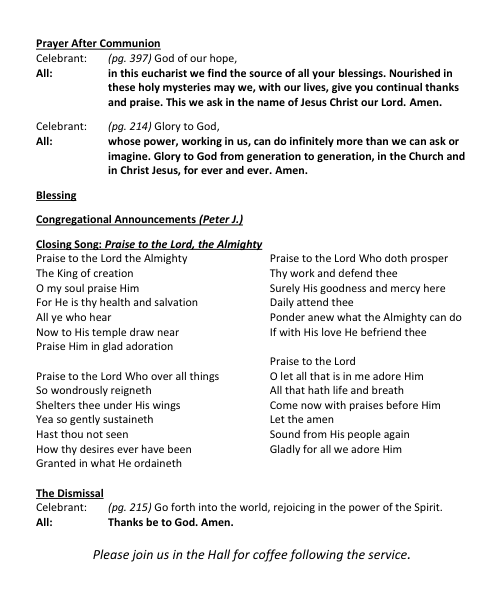 Prayer After Communion
Celebrant: (pg. 397) God of our hope,
All: in this eucharist we find the source of all your blessings. Nourished in
these holy mysteries may we, with our lives, give you continual thanks
and praise. This we ask in the name of Jesus Christ our Lord. Amen.
Celebrant: (pg. 214) Glory to God,
All: whose power, working in us, can do infinitely more than we can ask or
imagine. Glory to God from generation to generation, in the Church and
in Christ Jesus, for ever and ever. Amen.
Blessing
Congregational Announcements (Peter J.)
Closing Song: Praise to the Lord, the Almighty
Praise to the Lord the Almighty
The King of creation
O my soul praise Him
For He is thy health and salvation
All ye who hear
Now to His temple draw near
Praise Him in glad adoration
Praise to the Lord Who over all things
So wondrously reigneth
Shelters thee under His wings
Yea so gently sustaineth
Hast thou not seen
How thy desires ever have been
Granted in what He ordaineth
Praise to the Lord Who doth prosper
Thy work and defend thee
Surely His goodness and mercy here
Daily attend thee
Ponder anew what the Almighty can do
If with His love He befriend thee
Praise to the Lord
O let all that is in me adore Him
All that hath life and breath
Come now with praises before Him
Let the amen
Sound from His people again
Gladly for all we adore Him
The Dismissal
Celebrant: (pg. 215) Go forth into the world, rejoicing in the power of the Spirit.
All: Thanks be to God. Amen.
Please join us in the Hall for coffee following the service.